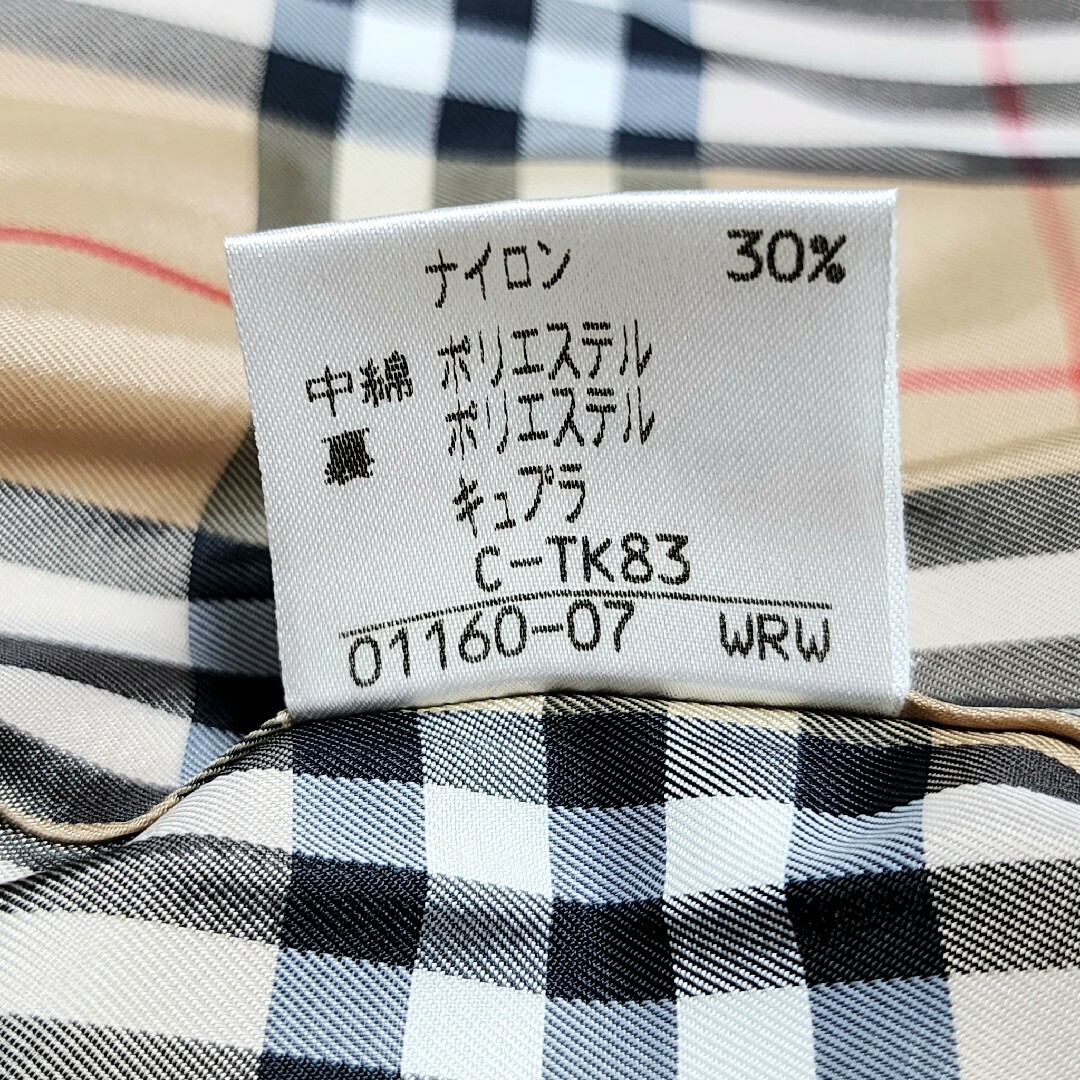 ナイロン 30%
中綿 ポリエステル
裏 ポリエステル
キュプラ
C-TK83
01160-07 WRW